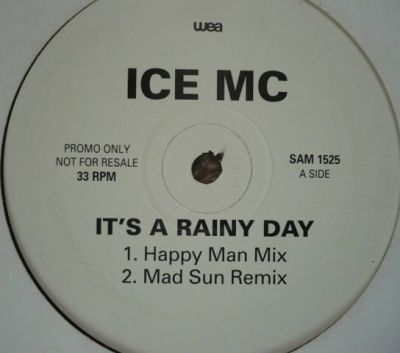 wea
ICE MC
PROMO ONLY
NOT FOR RESALE
33 RPM
SAM 1525
A SIDE
IT'S A RAINY DAY
1. Happy Man Mix
2. Mad Sun Remix